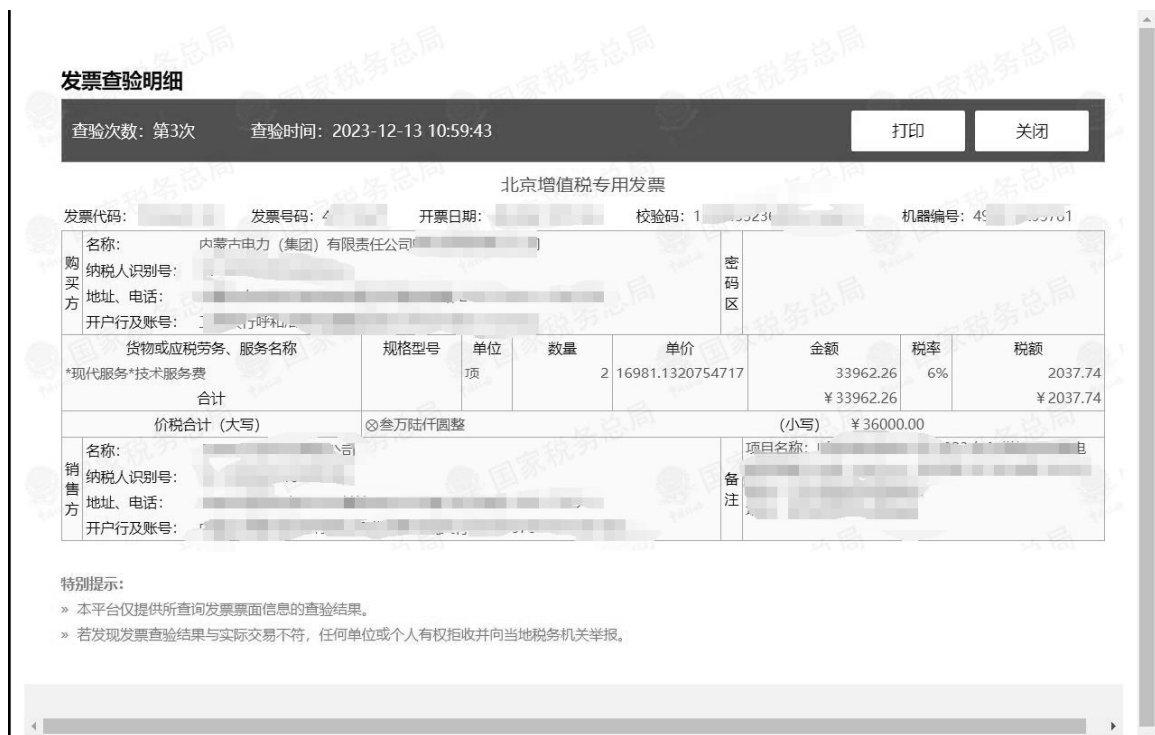 发票查验明细
查验次数：第3次 查验时间：2023-12-13 10:59:43 打印 关闭
北京增值税专用发票
发票代码： 发票号码：4 开票日期： 校验码：1 机器编号：49
购买方
名称： 内蒙古电力（集团）有限责任公司
纳税人识别号：
地址、电话：
开户行及账号：
密码区
货物或应税劳务、服务名称 规格型号 单位 数量 单价 金额 税率 税额
*现代服务*技术服务费 项 2 16981.1320754717 33962.26 6% 2037.74
合计 ￥33962.26 ￥2037.74
价税合计（大写） ⊗叁万陆仟圆整 （小写） ￥36000.00
销售方
名称： 公司
纳税人识别号：
地址、电话：
开户行及账号：
备注
项目名称： 电
特别提示：
» 本平台仅提供所查询发票票面信息的查验结果。
» 若发现发票查验结果与实际交易不符，任何单位或个人有权拒收并向当地税务机关举报。
国家税务总局